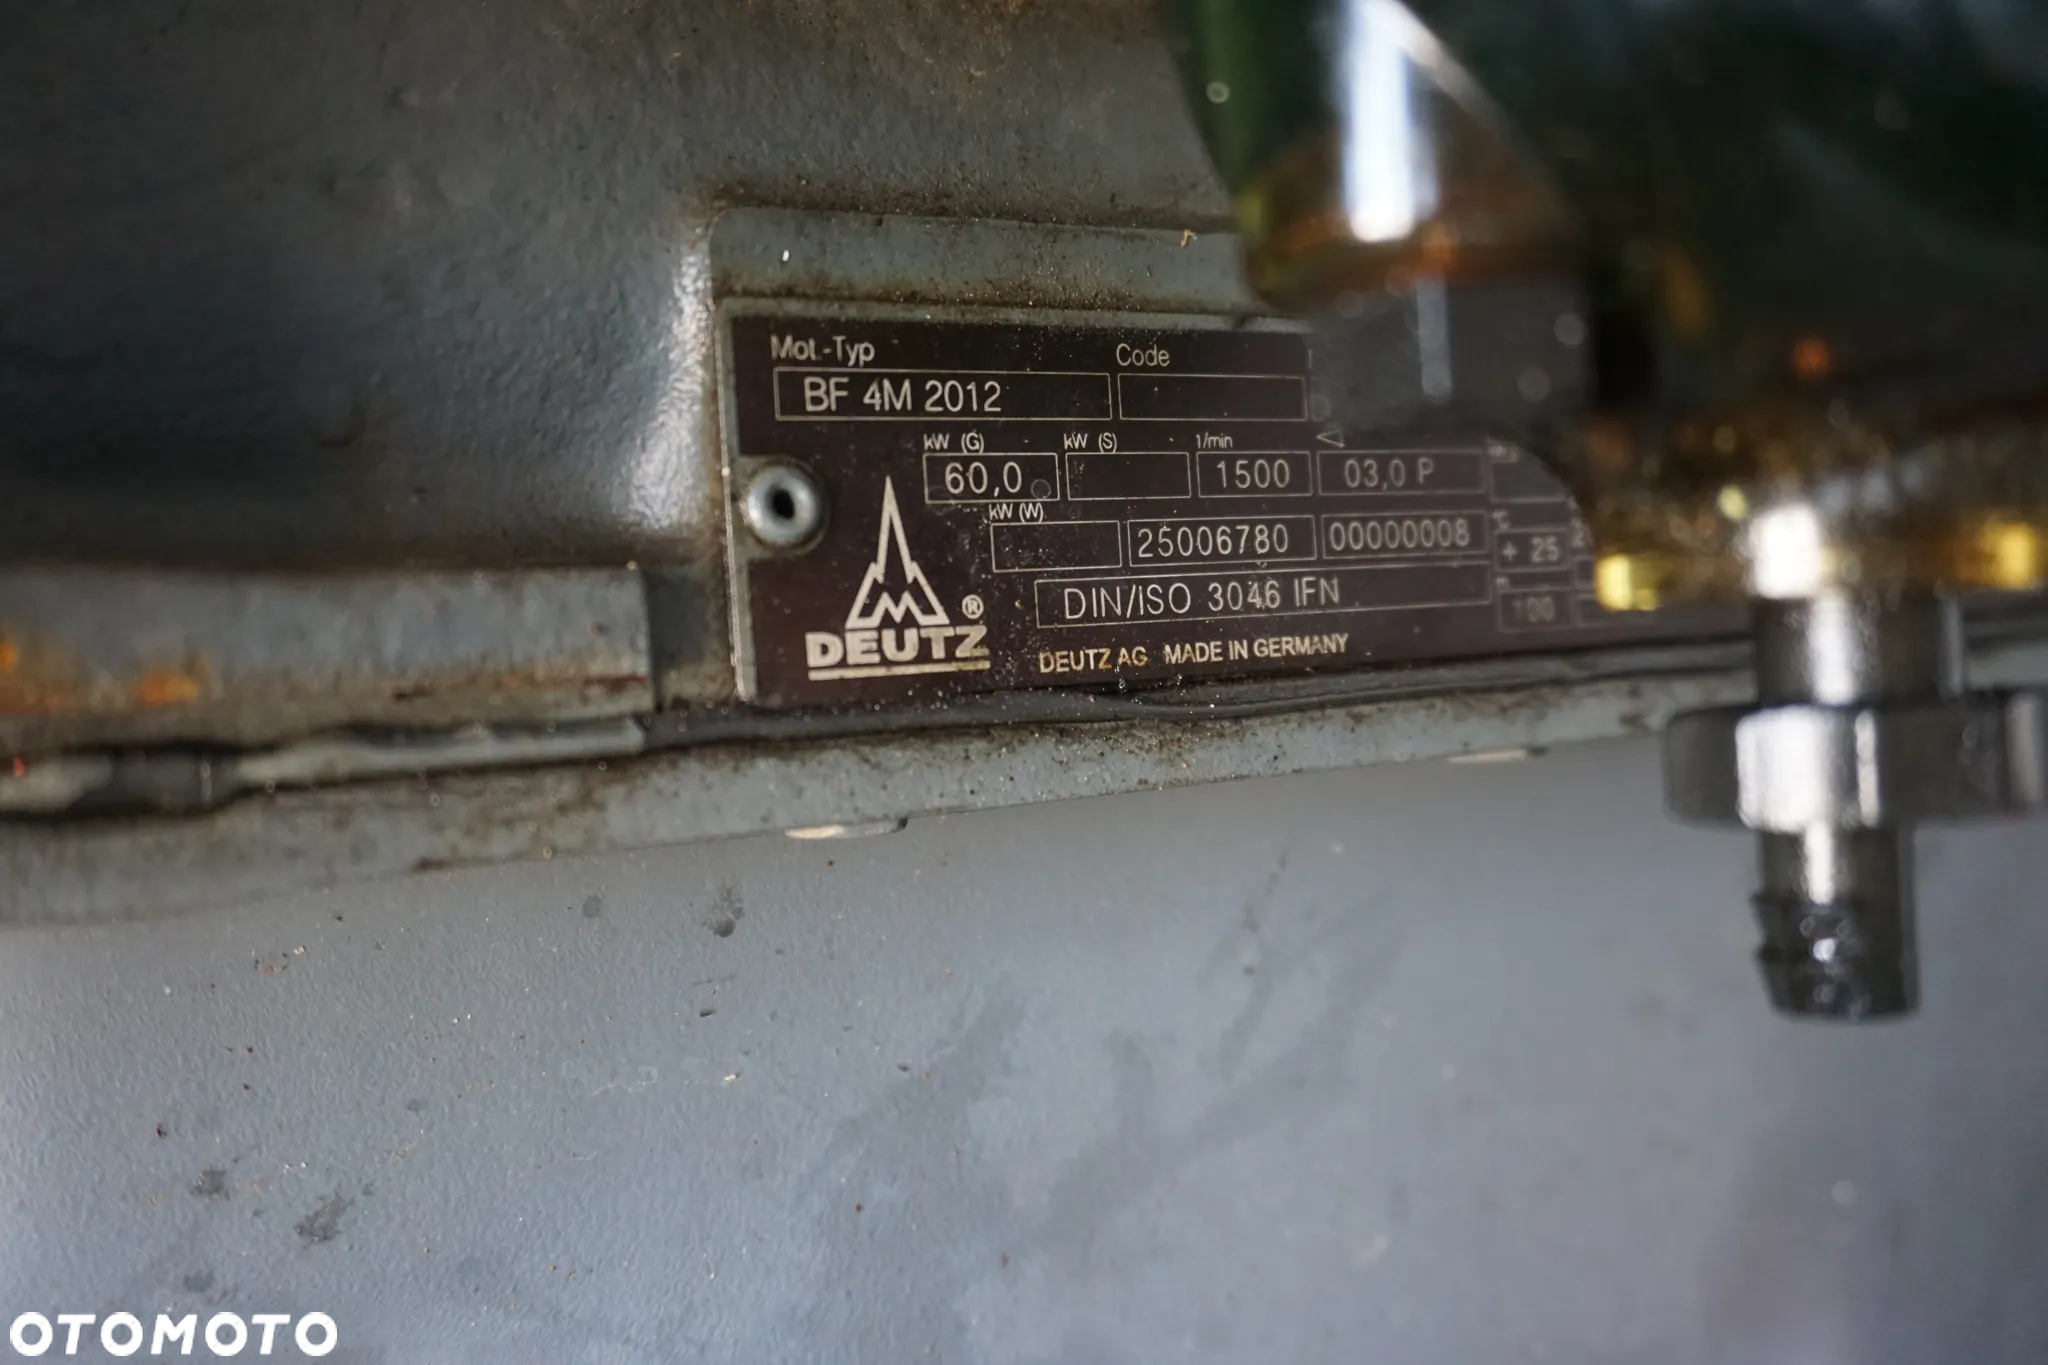 Mot.-Typ Code
BF 4M 2012
kW (G) kW (S) 1/min
60,0 1500 03,0 P
kW (W) °C
25006780 00000008 + 25
DIN/ISO 3046 IFN 100
M ®
DEUTZ DEUTZ AG MADE IN GERMANY
OTOMOTO